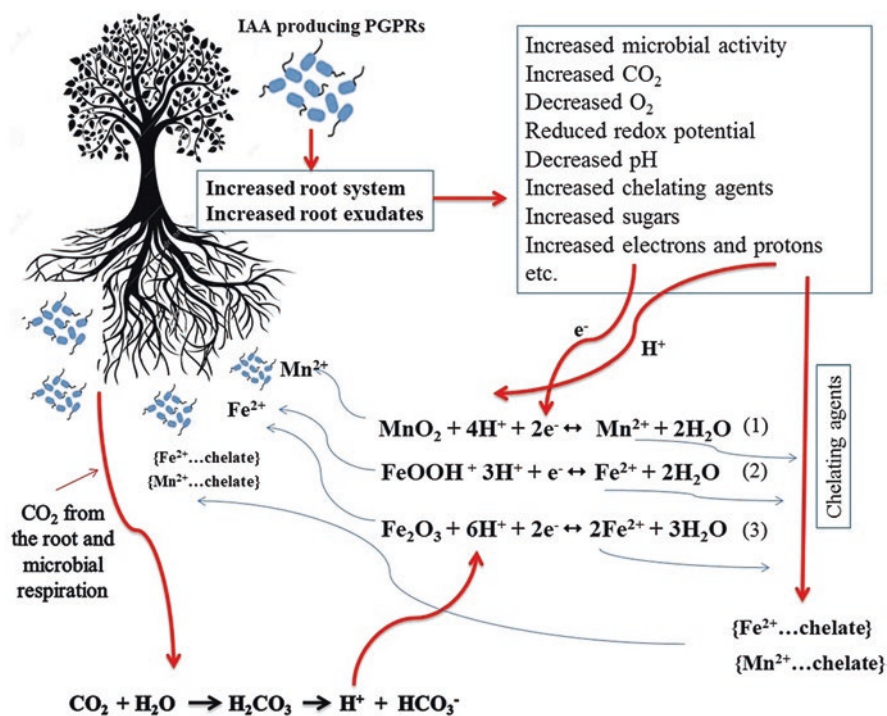 IAA producing PGPRs
Increased root system
Increased root exudates
Increased microbial activity
Increased CO₂
Decreased O₂
Reduced redox potential
Decreased pH
Increased chelating agents
Increased sugars
Increased electrons and protons
etc.
e⁻
H⁺
Mn²⁺
Fe²⁺
{Fe²⁺...chelate}
{Mn²⁺...chelate}
MnO₂ + 4H⁺ + 2e⁻ ↔ Mn²⁺ + 2H₂O (1)
FeOOH⁺ 3H⁺ + e⁻ ↔ Fe²⁺ + 2H₂O (2)
Fe₂O₃ + 6H⁺ + 2e⁻ ↔ 2Fe²⁺ + 3H₂O (3)
Chelating agents
CO₂ from
the root and
microbial
respiration
{Fe²⁺...chelate}
{Mn²⁺...chelate}
CO₂ + H₂O → H₂CO₃ → H⁺ + HCO₃⁻